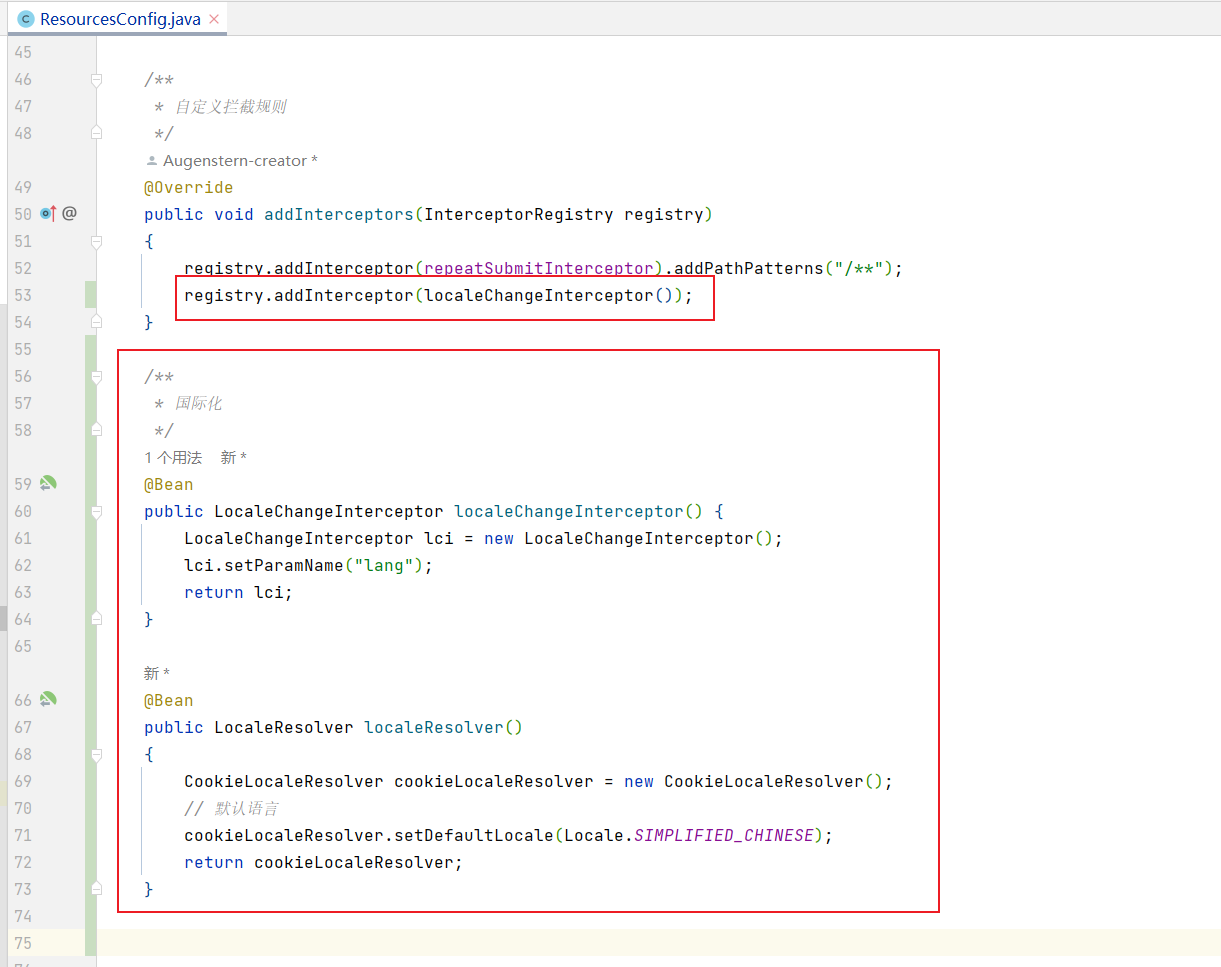 ResourcesConfig.java
45
46 /**
47 * 自定义拦截规则
48 */
Augenstern-creator *
49 @Override
50 public void addInterceptors(InterceptorRegistry registry)
51 {
52 registry.addInterceptor(repeatSubmitInterceptor).addPathPatterns("/**");
53 registry.addInterceptor(localeChangeInterceptor());
54 }
55
56 /**
57 * 国际化
58 */
1 个用法 新 *
59 @Bean
60 public LocaleChangeInterceptor localeChangeInterceptor() {
61 LocaleChangeInterceptor lci = new LocaleChangeInterceptor();
62 lci.setParamName("lang");
63 return lci;
64 }
65
新 *
66 @Bean
67 public LocaleResolver localeResolver()
68 {
69 CookieLocaleResolver cookieLocaleResolver = new CookieLocaleResolver();
70 // 默认语言
71 cookieLocaleResolver.setDefaultLocale(Locale.SIMPLIFIED_CHINESE);
72 return cookieLocaleResolver;
73 }
74
75